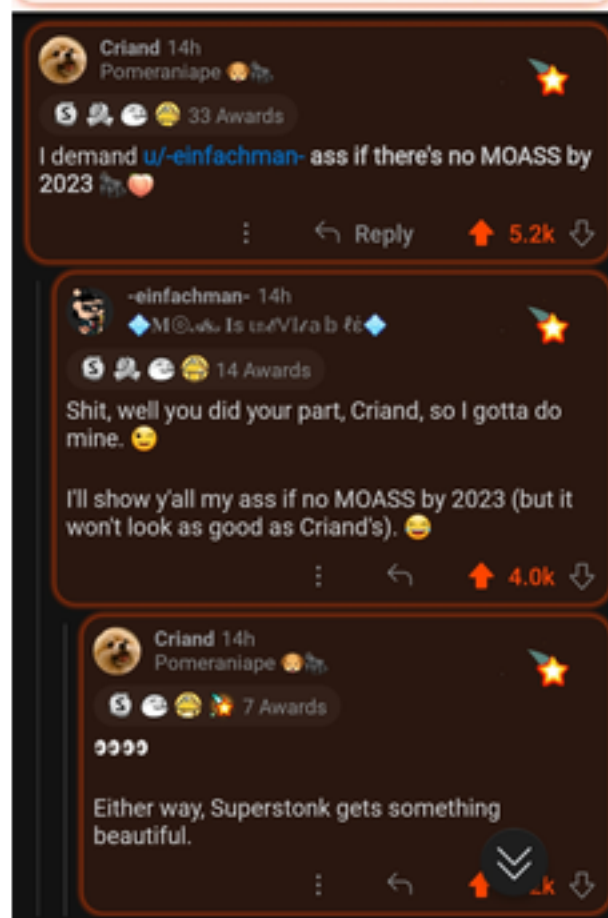 Criand 14h
Pomeraniape
33 Awards
I demand u/-einfachman- ass if there's no MOASS by
2023
Reply
5.2k
-einfachman- 14h
14 Awards
Shit, well you did your part, Criand, so I gotta do
mine. 😉
I'll show y'all my ass if no MOASS by 2023 (but it
won't look as good as Criand's). 😂
4.0k
Criand 14h
Pomeraniape
7 Awards
👀👀
Either way, Superstonk gets something
beautiful.